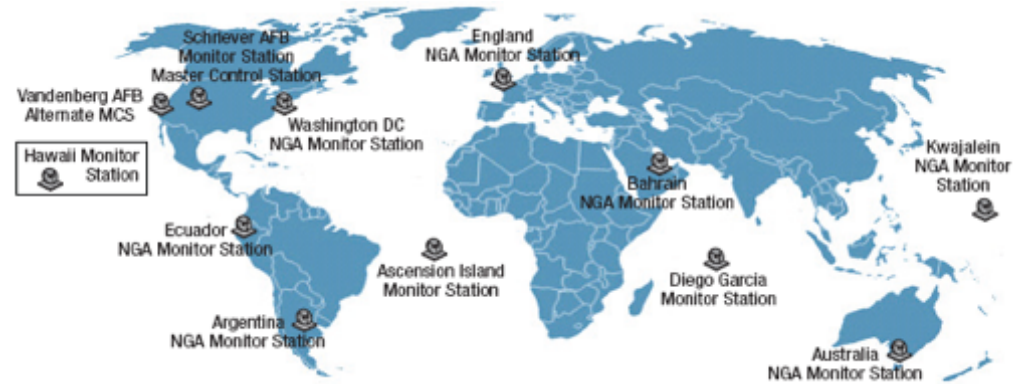 Schriever AFB
Monitor Station
Master Control Station
England
NGA Monitor Station
Vandenberg AFB
Alternate MCS
Washington DC
NGA Monitor Station
Hawaii Monitor
Station
Kwajalein
NGA Monitor
Station
Bahrain
NGA Monitor Station
Ecuador
NGA Monitor Station
Ascension Island
Monitor Station
Diego Garcia
Monitor Station
Argentina
NGA Monitor Station
Australia
NGA Monitor Station